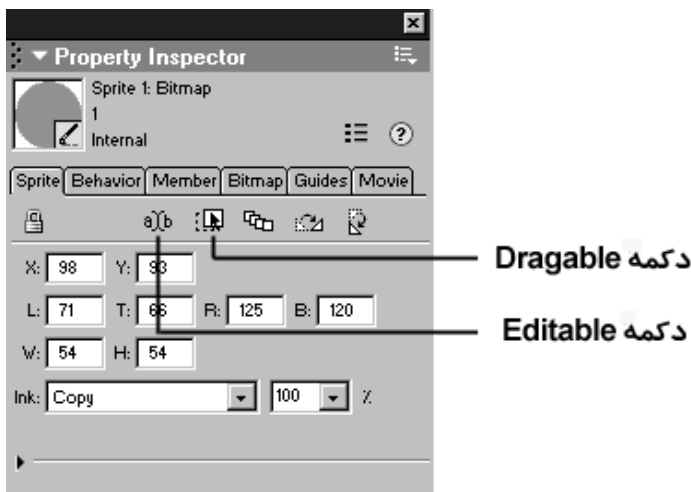 Property Inspector
Sprite 1: Bitmap
1
Internal
Sprite Behavior Member Bitmap Guides Movie
دکمه Dragable
X: 98 Y: 93
دکمه Editable
L: 71 T: 66 R: 125 B: 120
W: 54 H: 54
Ink: Copy 100 %